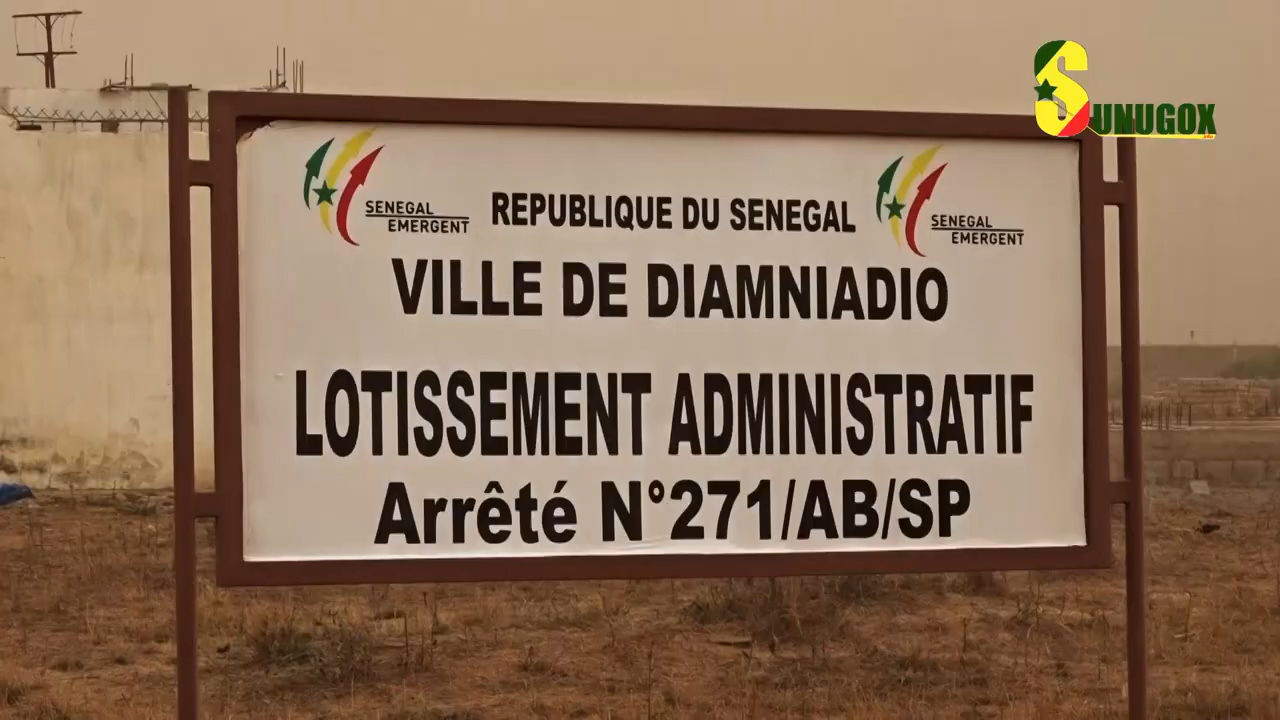 SUNUGOX
SENEGAL
EMERGENT
REPUBLIQUE DU SENEGAL
SENEGAL
EMERGENT
VILLE DE DIAMNIADIO
LOTISSEMENT ADMINISTRATIF
Arrêté N°271/AB/SP